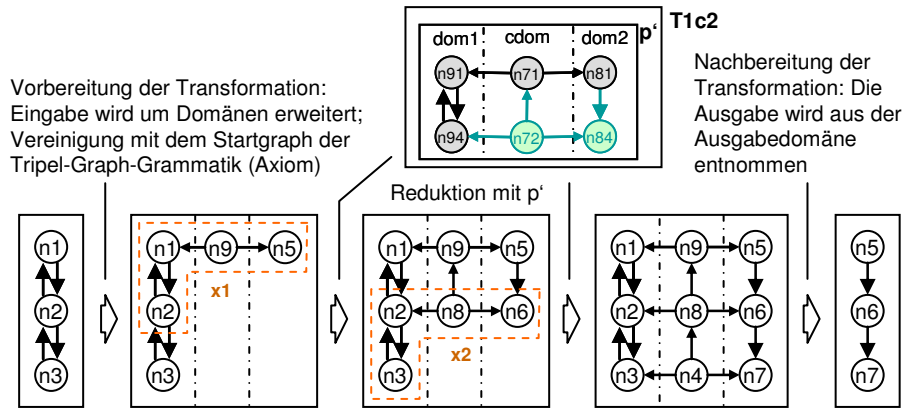 T1c2
dom1 cdom dom2 p‘
n91 n71 n81
n94 n72 n84
Vorbereitung der Transformation:
Eingabe wird um Domänen erweitert;
Vereinigung mit dem Startgraph der
Tripel-Graph-Grammatik (Axiom)
Nachbereitung der
Transformation: Die
Ausgabe wird aus der
Ausgabedomäne
entnommen
Reduktion mit p‘
n1 n1 n9 n5 n1 n9 n5 n1 n9 n5 n5
x1
n2 n2 n2 n8 n6 n2 n8 n6 n6
x2
n3 n3 n3 n3 n4 n7 n7